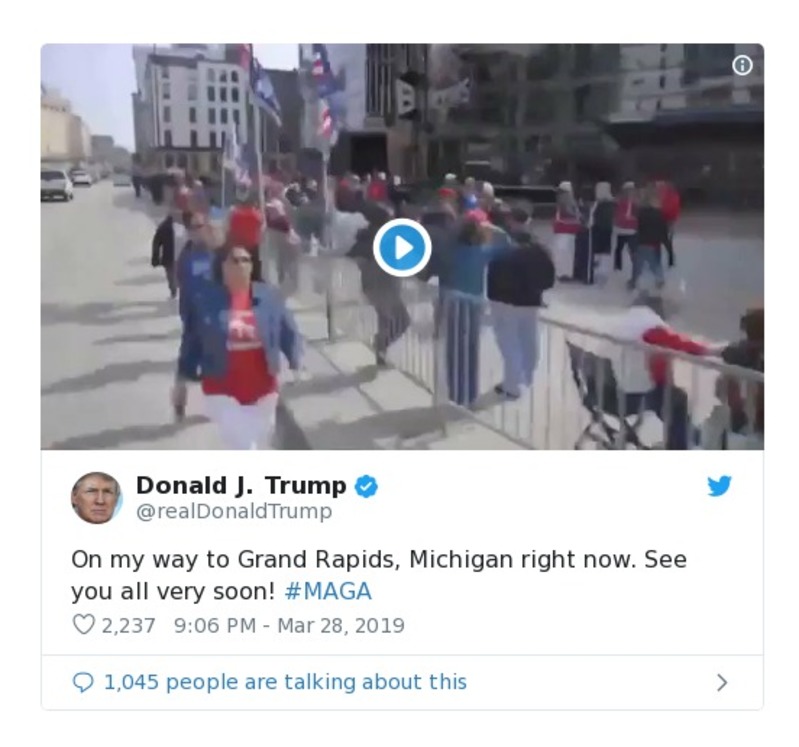 Donald J. Trump
@realDonaldTrump
On my way to Grand Rapids, Michigan right now. See
you all very soon! #MAGA
2,237 9:06 PM - Mar 28, 2019
1,045 people are talking about this